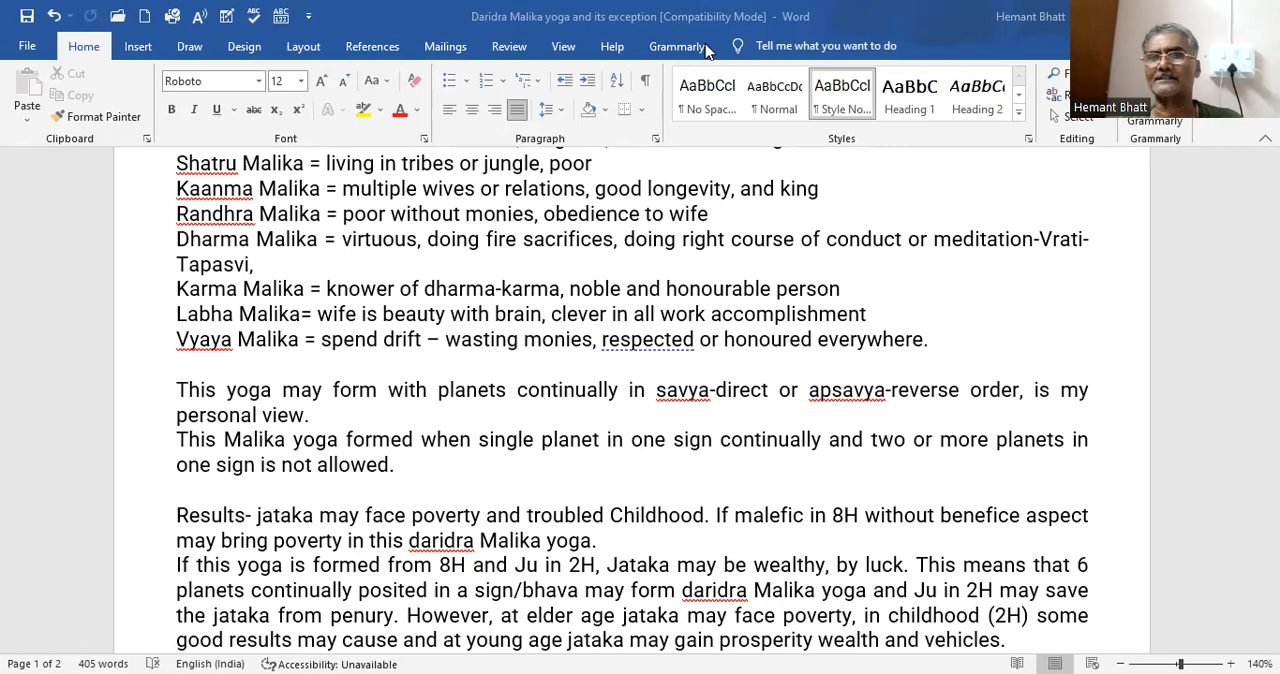 Daridra Malika yoga and its exception [Compatibility Mode] - Word
Hemant Bhatt
File Home Insert Draw Design Layout References Mailings Review View Help Grammarly Tell me what you want to do
Paste
Cut
Copy
Format Painter
Clipboard
Roboto 12
Font
Paragraph
AaBbCcI AaBbCcDc AaBbCcI AaBbC AaBbC
¶ No Spac... ¶ Normal ¶ Style No... Heading 1 Heading 2
Styles
Select
Editing
Grammarly
Grammarly
Hemant Bhatt
Shatru Malika = living in tribes or jungle, poor
Kaanma Malika = multiple wives or relations, good longevity, and king
Randhra Malika = poor without monies, obedience to wife
Dharma Malika = virtuous, doing fire sacrifices, doing right course of conduct or meditation-Vrati-
Tapasvi,
Karma Malika = knower of dharma-karma, noble and honourable person
Labha Malika= wife is beauty with brain, clever in all work accomplishment
Vyaya Malika = spend drift – wasting monies, respected or honoured everywhere.
This yoga may form with planets continually in savya-direct or apsavya-reverse order, is my
personal view.
This Malika yoga formed when single planet in one sign continually and two or more planets in
one sign is not allowed.
Results- jataka may face poverty and troubled Childhood. If malefic in 8H without benefice aspect
may bring poverty in this daridra Malika yoga.
If this yoga is formed from 8H and Ju in 2H, Jataka may be wealthy, by luck. This means that 6
planets continually posited in a sign/bhava may form daridra Malika yoga and Ju in 2H may save
the jataka from penury. However, at elder age jataka may face poverty, in childhood (2H) some
good results may cause and at young age jataka may gain prosperity wealth and vehicles.
Page 1 of 2 405 words English (India) Accessibility: Unavailable 140%